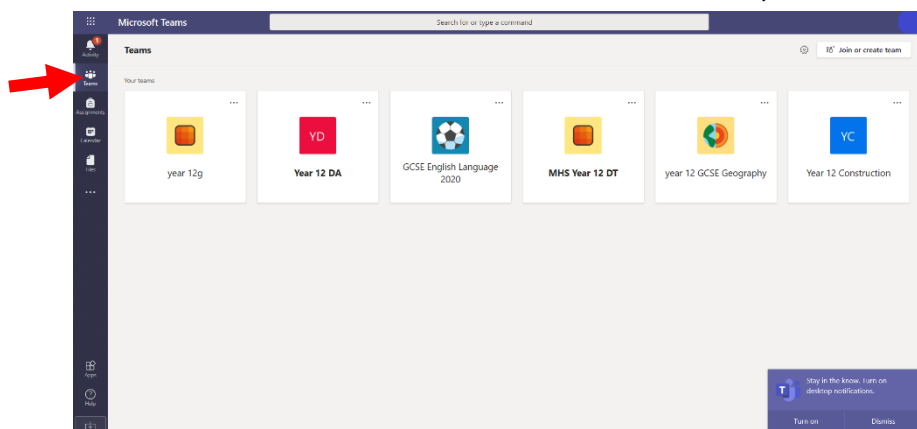 Microsoft Teams
Search for or type a command
1
Activity
Teams
Join or create team
Teams
Your teams
Assignments
Calendar
Files
...
... ... ... ... ... ...
YD
YC
year 12g
Year 12 DA
GCSE English Language
2020
MHS Year 12 DT
year 12 GCSE Geography
Year 12 Construction
Apps
Help
Stay in the know. Turn on
desktop notifications.
Turn on
Dismiss